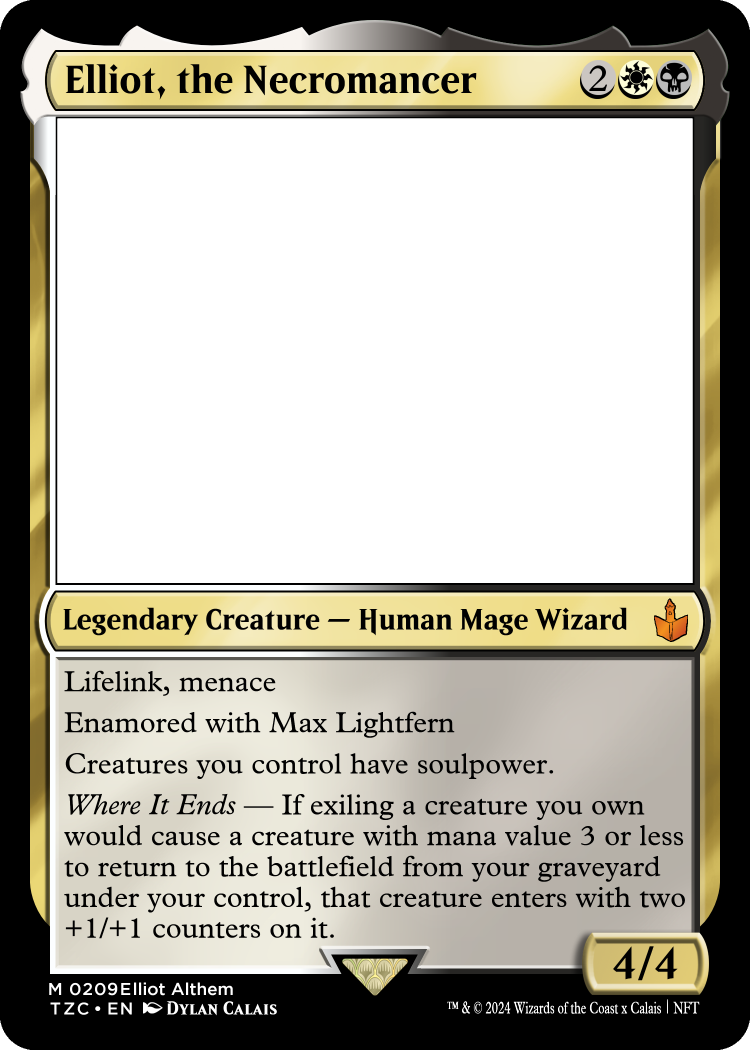 Elliot, the Necromancer 2
Legendary Creature — Human Mage Wizard
Lifelink, menace
Enamored with Max Lightfern
Creatures you control have soulpower.
Where It Ends — If exiling a creature you own
would cause a creature with mana value 3 or less
to return to the battlefield from your graveyard
under your control, that creature enters with two
+1/+1 counters on it.
4/4
M 0209Elliot Althem
TZC • EN Dylan Calais
™ & © 2024 Wizards of the Coast x Calais | NFT